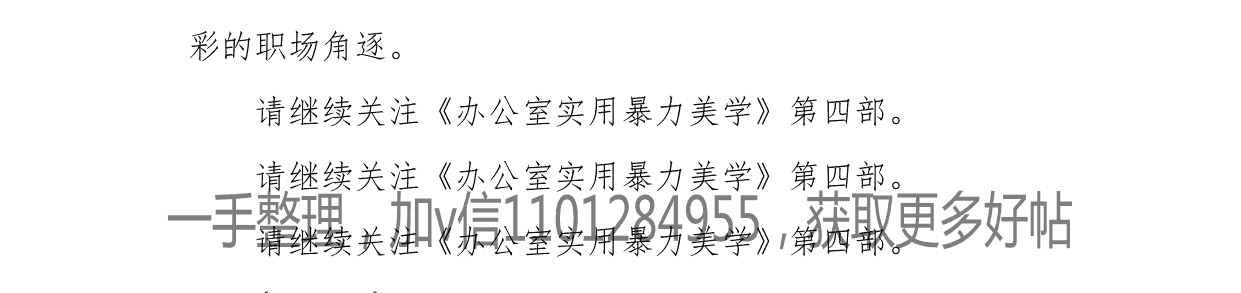 彩的职场角逐。
请继续关注《办公室实用暴力美学》第四部。
请继续关注《办公室实用暴力美学》第四部。
一手整理，加v信1101284955，获取更多好帖
请继续关注《办公室实用暴力美学》第四部。